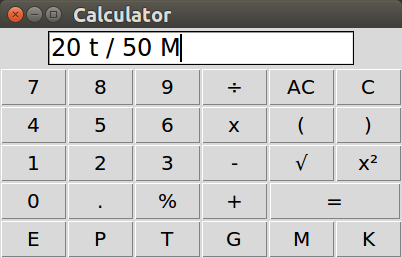 Calculator
20 t / 50 M
7 8 9 ÷ AC C
4 5 6 x ( )
1 2 3 - √ x²
0 . % + =
E P T G M K